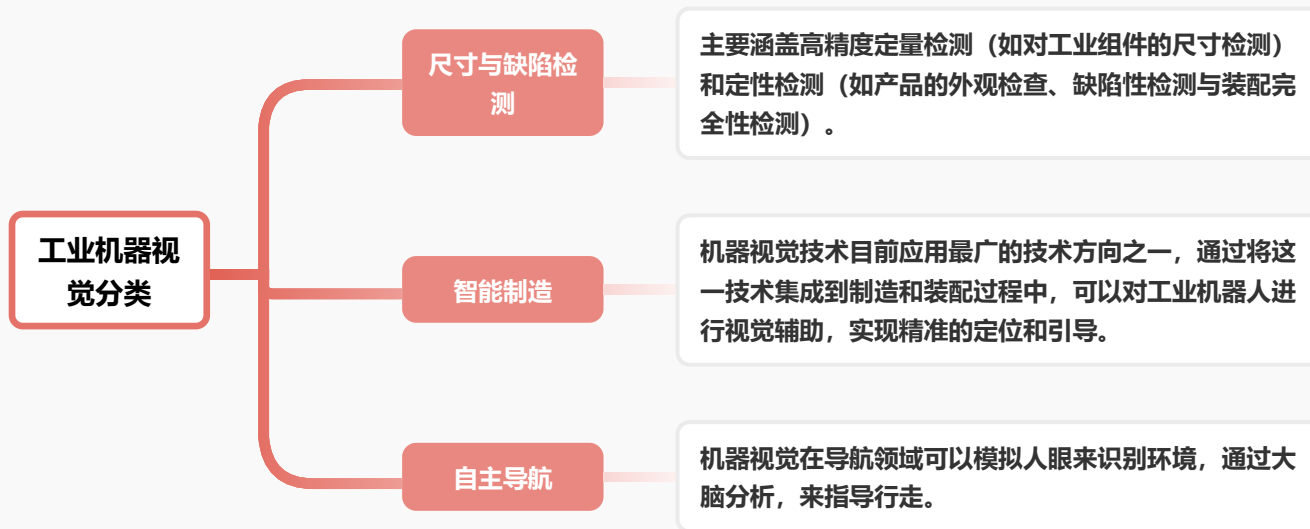 工业机器视
觉分类
尺寸与缺陷检
测
主要涵盖高精度定量检测（如对工业组件的尺寸检测）
和定性检测（如产品的外观检查、缺陷性检测与装配完
全性检测）。
智能制造
机器视觉技术目前应用最广的技术方向之一，通过将这
一技术集成到制造和装配过程中，可以对工业机器人进
行视觉辅助，实现精准的定位和引导。
自主导航
机器视觉在导航领域可以模拟人眼来识别环境，通过大
脑分析，来指导行走。